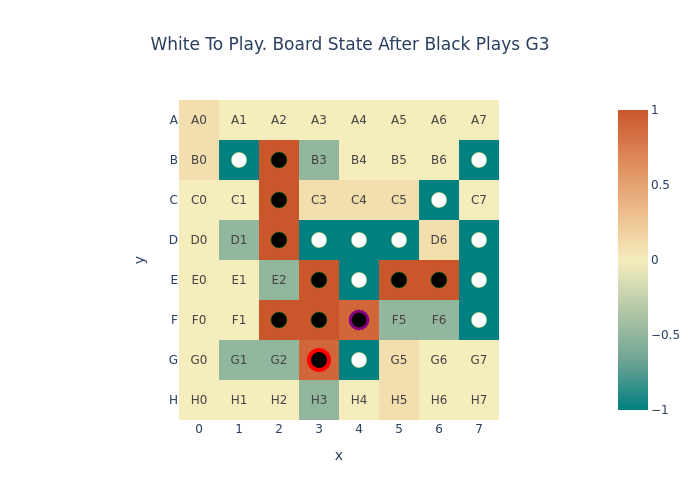 White To Play. Board State After Black Plays G3
A A0 A1 A2 A3 A4 A5 A6 A7 1
B B0 B3 B4 B5 B6
C C0 C1 C3 C4 C5 C7 0.5
D D0 D1 D6
y E E0 E1 E2 0
F F0 F1 F5 F6 −0.5
G G0 G1 G2 G5 G6 G7
H H0 H1 H2 H3 H4 H5 H6 H7 −1
0 1 2 3 4 5 6 7
x